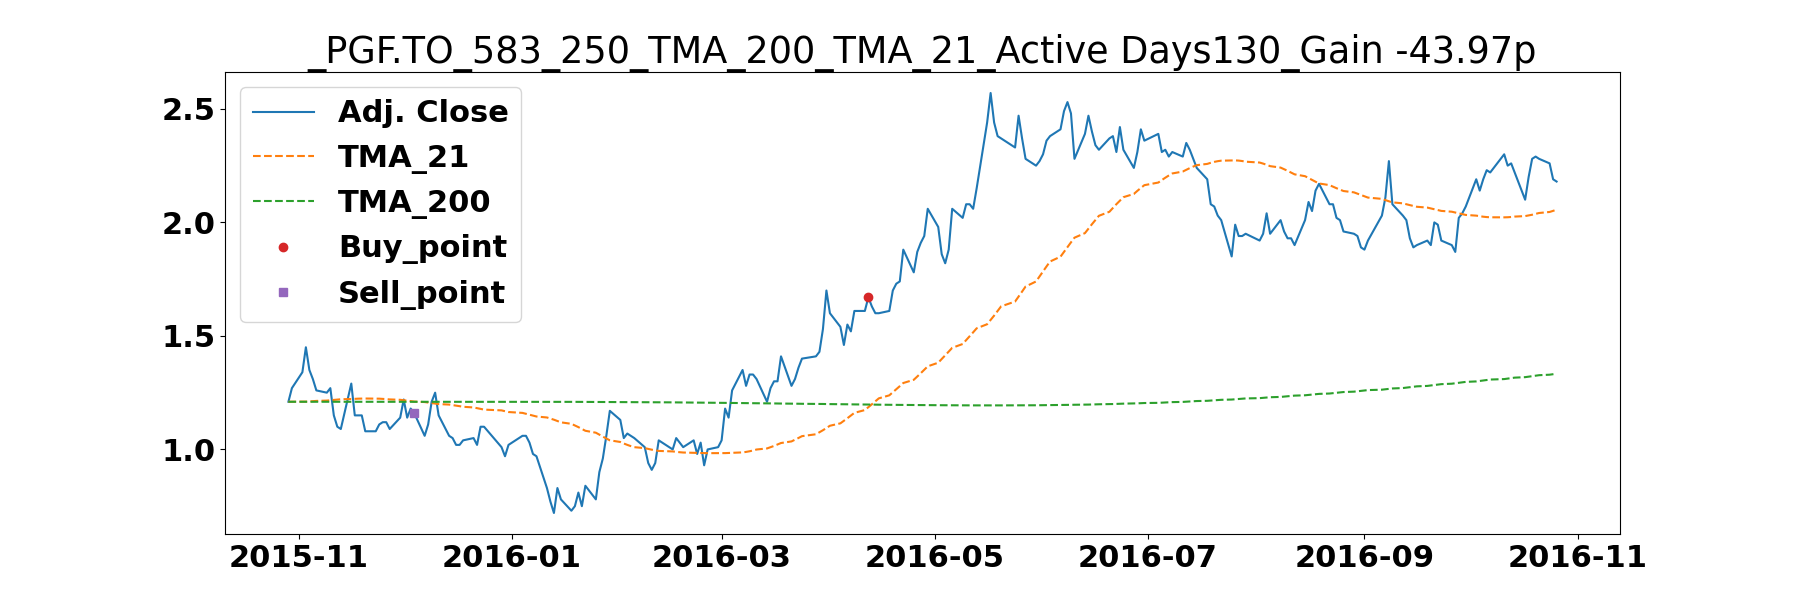 _PGF.TO_583_250_TMA_200_TMA_21_Active Days130_Gain -43.97p
Adj. Close
TMA_21
TMA_200
Buy_point
Sell_point
2.5
2.0
1.5
1.0
2015-11 2016-01 2016-03 2016-05 2016-07 2016-09 2016-11